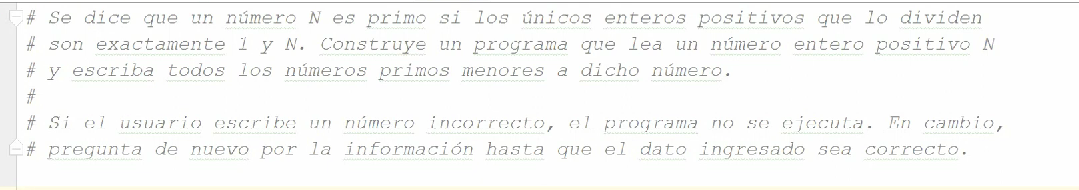 # Se dice que un número N es primo si los únicos enteros positivos que lo dividen
# son exactamente 1 y N. Construye un programa que lea un número entero positivo N
# y escriba todos los números primos menores a dicho número.
#
# Si el usuario escribe un número incorrecto, el programa no se ejecuta. En cambio,
# pregunta de nuevo por la información hasta que el dato ingresado sea correcto.